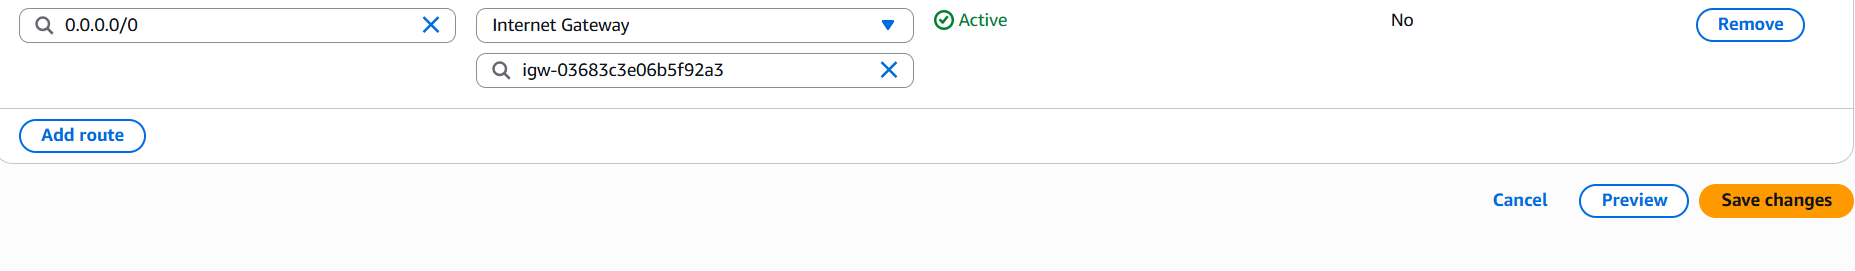 0.0.0.0/0
Internet Gateway
Active
No
Remove
igw-03683c3e06b5f92a3
Add route
Cancel
Preview
Save changes